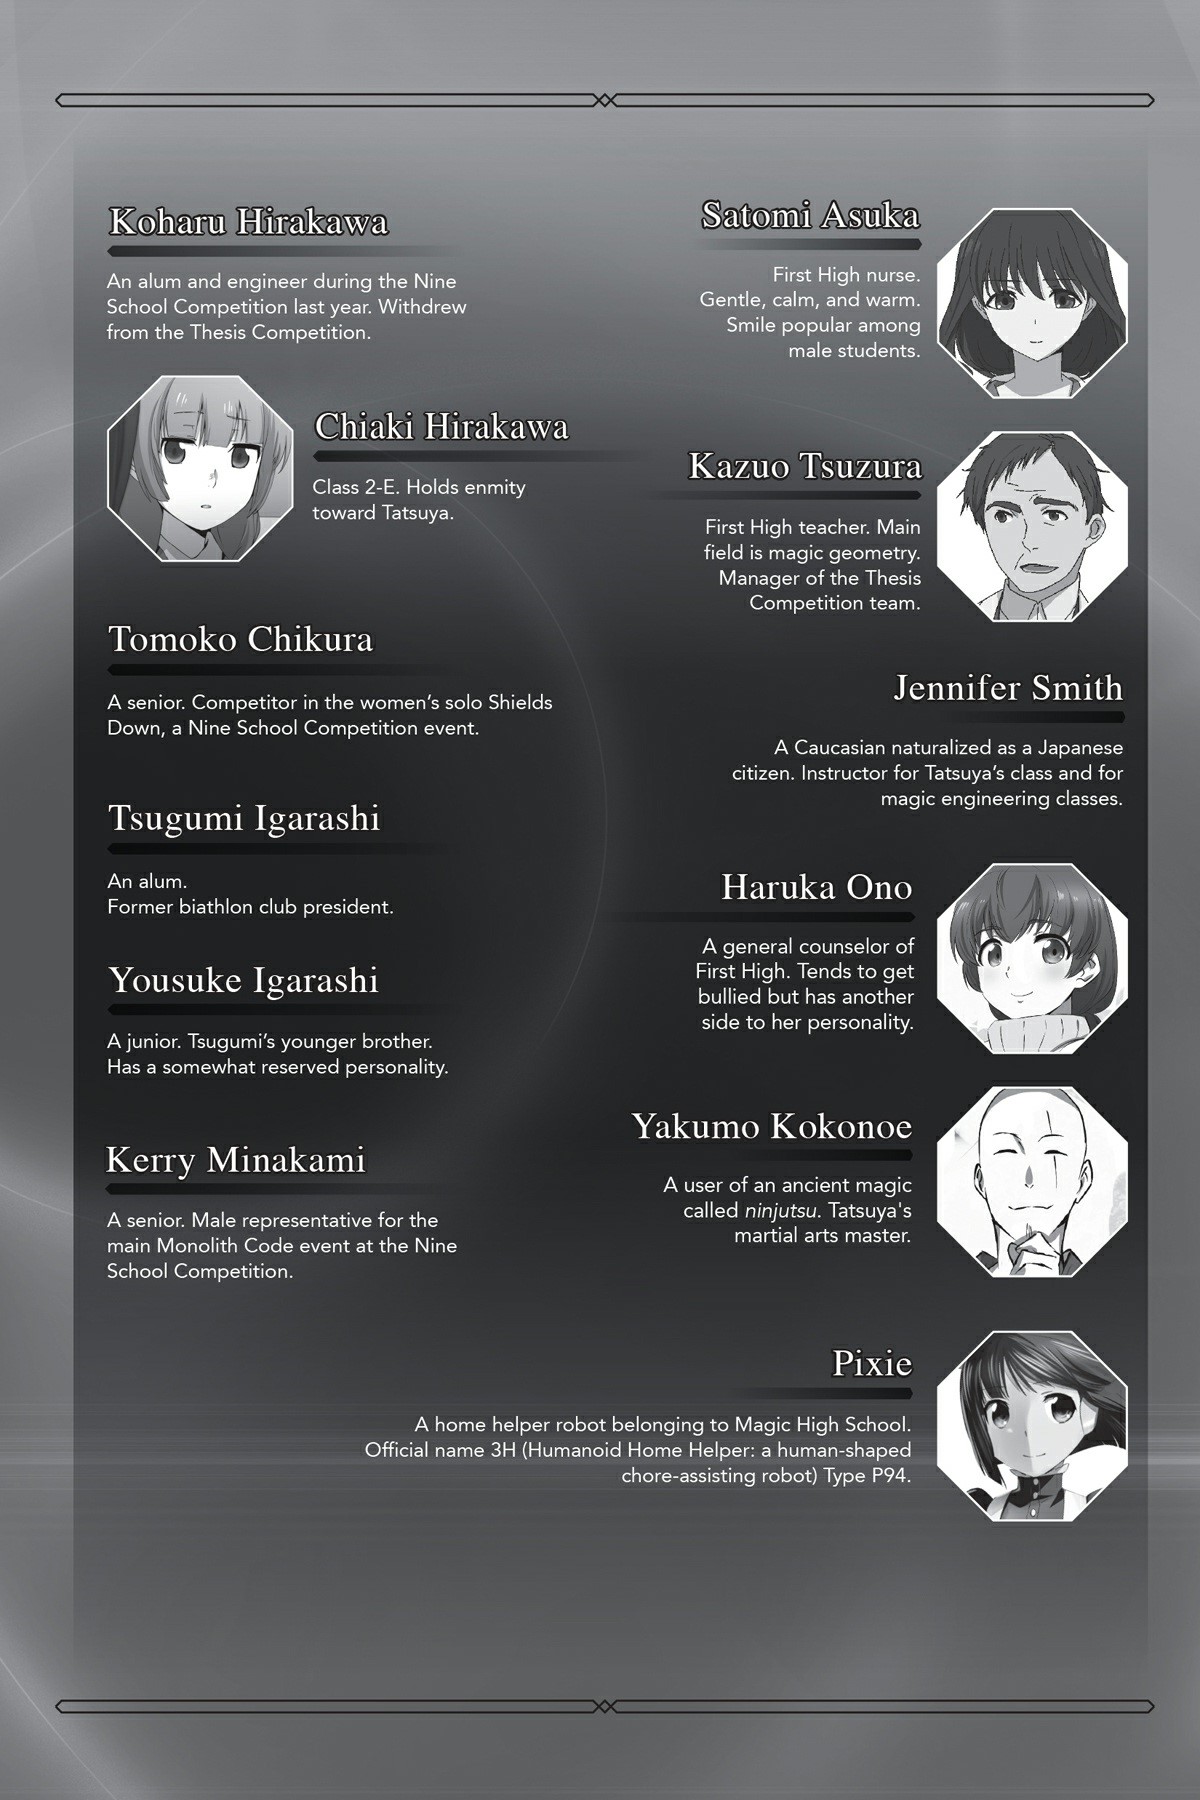 Koharu Hirakawa
An alum and engineer during the Nine
School Competition last year. Withdrew
from the Thesis Competition.
Chiaki Hirakawa
Class 2-E. Holds enmity
toward Tatsuya.
Tomoko Chikura
A senior. Competitor in the women’s solo Shields
Down, a Nine School Competition event.
Tsugumi Igarashi
An alum.
Former biathlon club president.
Yousuke Igarashi
A junior. Tsugumi’s younger brother.
Has a somewhat reserved personality.
Kerry Minakami
A senior. Male representative for the
main Monolith Code event at the Nine
School Competition.
Satomi Asuka
First High nurse.
Gentle, calm, and warm.
Smile popular among
male students.
Kazuo Tsuzura
First High teacher. Main
field is magic geometry.
Manager of the Thesis
Competition team.
Jennifer Smith
A Caucasian naturalized as a Japanese
citizen. Instructor for Tatsuya’s class and for
magic engineering classes.
Haruka Ono
A general counselor of
First High. Tends to get
bullied but has another
side to her personality.
Yakumo Kokonoe
A user of an ancient magic
called ninjutsu. Tatsuya's
martial arts master.
Pixie
A home helper robot belonging to Magic High School.
Official name 3H (Humanoid Home Helper: a human-shaped
chore-assisting robot) Type P94.